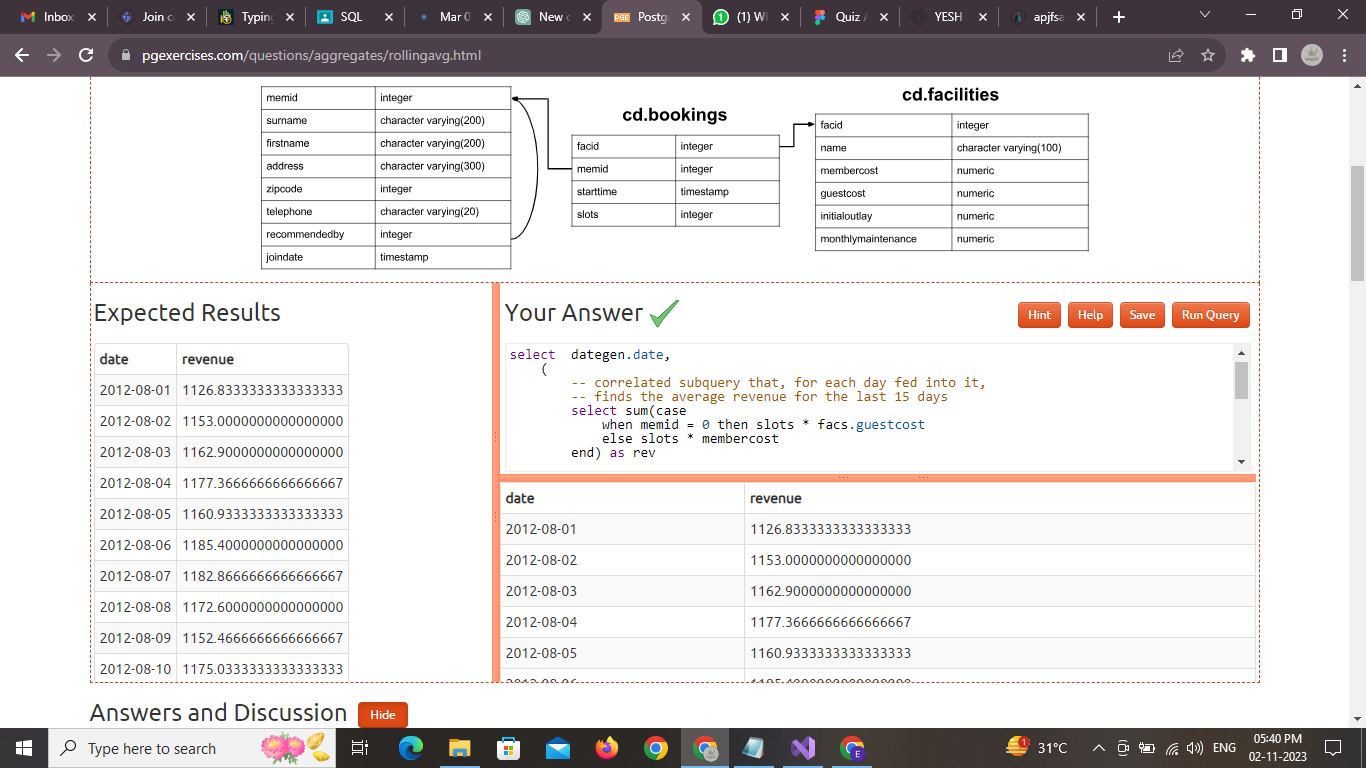 Inbox
Join c
Typing
SQL
Mar 0
New c
PGE Postg
(1) W
Quiz
YESH
apjfsa
pgexercises.com/questions/aggregates/rollingavg.html
memid integer
surname character varying(200)
firstname character varying(200)
address character varying(300)
zipcode integer
telephone character varying(20)
recommendedby integer
joindate timestamp
cd.bookings
facid integer
memid integer
starttime timestamp
slots integer
cd.facilities
facid integer
name character varying(100)
membercost numeric
guestcost numeric
initialoutlay numeric
monthlymaintenance numeric
Expected Results
date revenue
2012-08-01 1126.8333333333333333
2012-08-02 1153.0000000000000000
2012-08-03 1162.9000000000000000
2012-08-04 1177.3666666666666667
2012-08-05 1160.9333333333333333
2012-08-06 1185.4000000000000000
2012-08-07 1182.8666666666666667
2012-08-08 1172.6000000000000000
2012-08-09 1152.4666666666666667
2012-08-10 1175.0333333333333333
Your Answer
Hint Help Save Run Query
select dategen.date,
(
-- correlated subquery that, for each day fed into it,
-- finds the average revenue for the last 15 days
select sum(case
when memid = 0 then slots * facs.guestcost
else slots * membercost
end) as rev
date revenue
2012-08-01 1126.8333333333333333
2012-08-02 1153.0000000000000000
2012-08-03 1162.9000000000000000
2012-08-04 1177.3666666666666667
2012-08-05 1160.9333333333333333
Answers and Discussion Hide
Type here to search
31°C
ENG
05:40 PM
02-11-2023